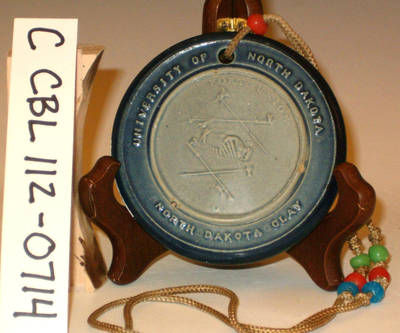 C CBL 112-0714
UNIVERSITY OF NORTH DAKOTA
NORTH DAKOTA CLAY